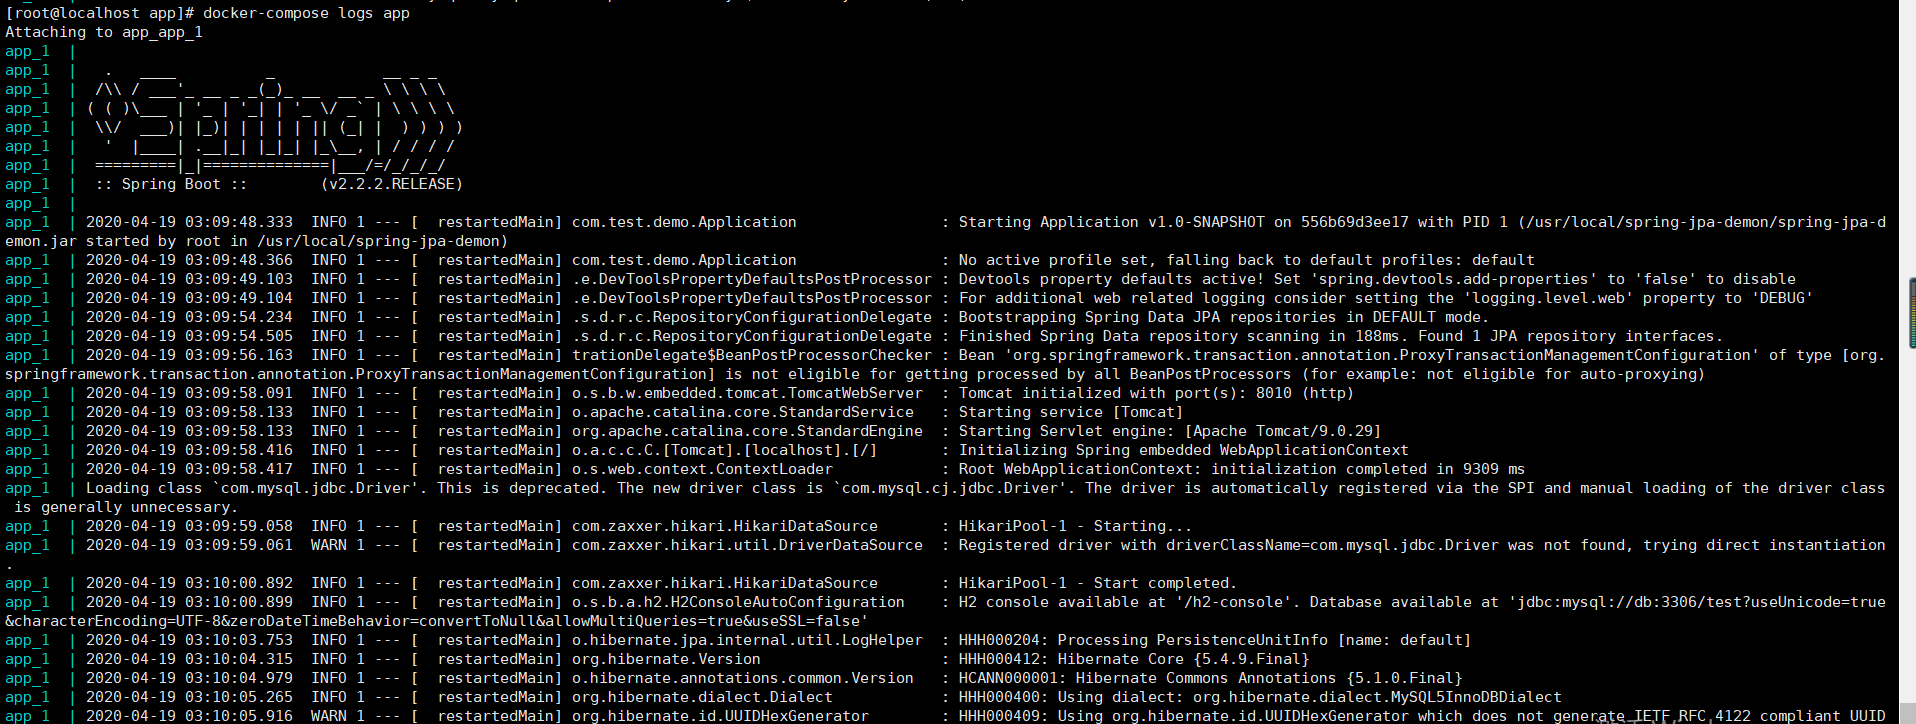 [root@localhost app]# docker-compose logs app
Attaching to app_app_1
app_1  |
app_1  |   .   ____          _            __ _ _
app_1  |  /\\ / ___'_ __ _ _(_)_ __  __ _ \ \ \ \
app_1  | ( ( )\___ | '_ | '_| | '_ \/ _` | \ \ \ \
app_1  |  \\/  ___)| |_)| | | | | || (_| |  ) ) ) )
app_1  |   '  |____| .__|_| |_|_| |_\__, | / / / /
app_1  |  =========|_|==============|___/=/_/_/_/
app_1  |  :: Spring Boot ::        (v2.2.2.RELEASE)
app_1  |
app_1  | 2020-04-19 03:09:48.333  INFO 1 --- [  restartedMain] com.test.demo.Application                : Starting Application v1.0-SNAPSHOT on 556b69d3ee17 with PID 1 (/usr/local/spring-jpa-demon/spring-jpa-d
emon.jar started by root in /usr/local/spring-jpa-demon)
app_1  | 2020-04-19 03:09:48.366  INFO 1 --- [  restartedMain] com.test.demo.Application                : No active profile set, falling back to default profiles: default
app_1  | 2020-04-19 03:09:49.103  INFO 1 --- [  restartedMain] .e.DevToolsPropertyDefaultsPostProcessor : Devtools property defaults active! Set 'spring.devtools.add-properties' to 'false' to disable
app_1  | 2020-04-19 03:09:49.104  INFO 1 --- [  restartedMain] .e.DevToolsPropertyDefaultsPostProcessor : For additional web related logging consider setting the 'logging.level.web' property to 'DEBUG'
app_1  | 2020-04-19 03:09:54.234  INFO 1 --- [  restartedMain] .s.d.r.c.RepositoryConfigurationDelegate : Bootstrapping Spring Data JPA repositories in DEFAULT mode.
app_1  | 2020-04-19 03:09:54.505  INFO 1 --- [  restartedMain] .s.d.r.c.RepositoryConfigurationDelegate : Finished Spring Data repository scanning in 188ms. Found 1 JPA repository interfaces.
app_1  | 2020-04-19 03:09:56.163  INFO 1 --- [  restartedMain] trationDelegate$BeanPostProcessorChecker : Bean 'org.springframework.transaction.annotation.ProxyTransactionManagementConfiguration' of type [org.
springframework.transaction.annotation.ProxyTransactionManagementConfiguration] is not eligible for getting processed by all BeanPostProcessors (for example: not eligible for auto-proxying)
app_1  | 2020-04-19 03:09:58.091  INFO 1 --- [  restartedMain] o.s.b.w.embedded.tomcat.TomcatWebServer  : Tomcat initialized with port(s): 8010 (http)
app_1  | 2020-04-19 03:09:58.133  INFO 1 --- [  restartedMain] o.apache.catalina.core.StandardService   : Starting service [Tomcat]
app_1  | 2020-04-19 03:09:58.133  INFO 1 --- [  restartedMain] org.apache.catalina.core.StandardEngine  : Starting Servlet engine: [Apache Tomcat/9.0.29]
app_1  | 2020-04-19 03:09:58.416  INFO 1 --- [  restartedMain] o.a.c.c.C.[Tomcat].[localhost].[/]       : Initializing Spring embedded WebApplicationContext
app_1  | 2020-04-19 03:09:58.417  INFO 1 --- [  restartedMain] o.s.web.context.ContextLoader            : Root WebApplicationContext: initialization completed in 9309 ms
app_1  | Loading class `com.mysql.jdbc.Driver'. This is deprecated. The new driver class is `com.mysql.cj.jdbc.Driver'. The driver is automatically registered via the SPI and manual loading of the driver class
 is generally unnecessary.
app_1  | 2020-04-19 03:09:59.058  INFO 1 --- [  restartedMain] com.zaxxer.hikari.HikariDataSource       : HikariPool-1 - Starting...
app_1  | 2020-04-19 03:09:59.061  WARN 1 --- [  restartedMain] com.zaxxer.hikari.util.DriverDataSource  : Registered driver with driverClassName=com.mysql.jdbc.Driver was not found, trying direct instantiation
.
app_1  | 2020-04-19 03:10:00.892  INFO 1 --- [  restartedMain] com.zaxxer.hikari.HikariDataSource       : HikariPool-1 - Start completed.
app_1  | 2020-04-19 03:10:00.899  INFO 1 --- [  restartedMain] o.s.b.a.h2.H2ConsoleAutoConfiguration    : H2 console available at '/h2-console'. Database available at 'jdbc:mysql://db:3306/test?useUnicode=true
&characterEncoding=UTF-8&zeroDateTimeBehavior=convertToNull&allowMultiQueries=true&useSSL=false'
app_1  | 2020-04-19 03:10:03.753  INFO 1 --- [  restartedMain] o.hibernate.jpa.internal.util.LogHelper  : HHH000204: Processing PersistenceUnitInfo [name: default]
app_1  | 2020-04-19 03:10:04.315  INFO 1 --- [  restartedMain] org.hibernate.Version                    : HHH000412: Hibernate Core {5.4.9.Final}
app_1  | 2020-04-19 03:10:04.979  INFO 1 --- [  restartedMain] o.hibernate.annotations.common.Version   : HCANN000001: Hibernate Commons Annotations {5.1.0.Final}
app_1  | 2020-04-19 03:10:05.265  INFO 1 --- [  restartedMain] org.hibernate.dialect.Dialect            : HHH000400: Using dialect: org.hibernate.dialect.MySQL5InnoDBDialect
app_1  | 2020-04-19 03:10:05.916  WARN 1 --- [  restartedMain] org.hibernate.id.UUIDHexGenerator        : HHH000409: Using org.hibernate.id.UUIDHexGenerator which does not generate IETF RFC 4122 compliant UUID